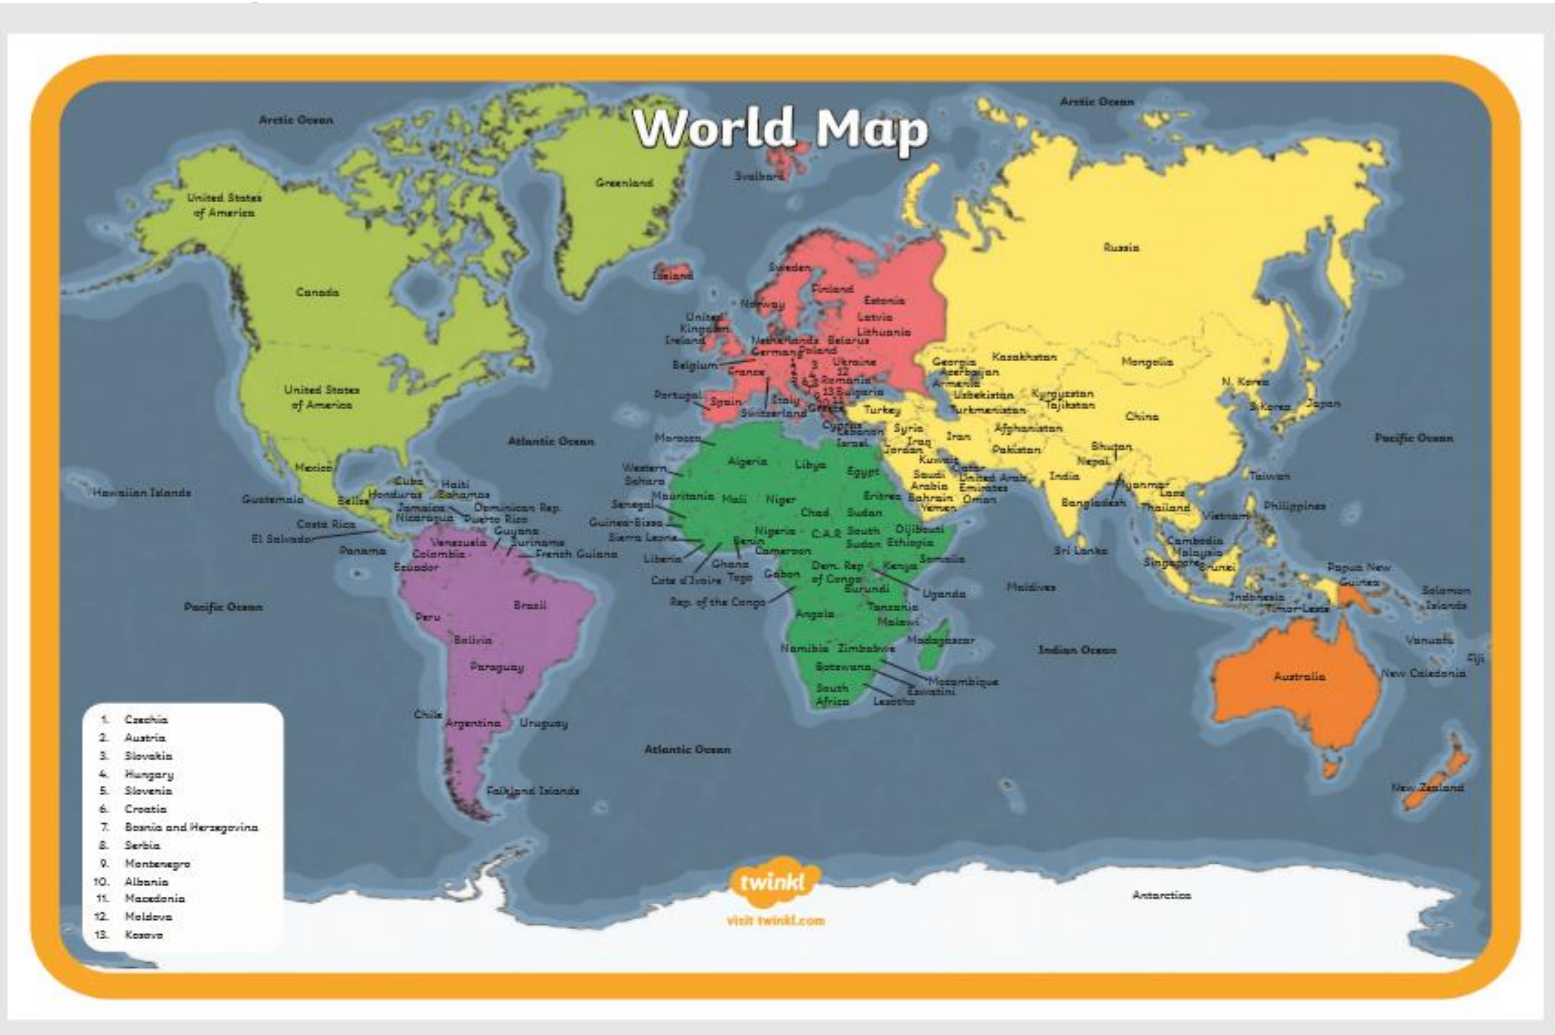 World Map
Arctic Ocean
Arctic Ocean
Greenland
Svalbard
United States
of America
Russia
Iceland
Sweden
Canada
Finland
Norway
Estonia
Latvia
Lithuania
United
Kingdom
Ireland
Netherlands
Belarus
Germany
Poland
Belgium
France
Ukraine
Romania
Bulgaria
Portugal
Spain
Italy
Switzerland
Greece
Georgia
Azerbaijan
Armenia
Kazakhstan
Mongolia
Uzbekistan
Kyrgyzstan
Turkmenistan
Tajikistan
N. Korea
S.Korea
Japan
China
Turkey
Cyprus
Lebanon
Israel
Syria
Iraq
Jordan
Iran
Afghanistan
Pakistan
Kuwait
Qatar
Saudi
Arabia
United Arab
Emirates
Bahrain
Oman
Yemen
Bhutan
Nepal
India
Bangladesh
Myanmar
Laos
Thailand
Vietnam
Taiwan
Philippines
Cambodia
Malaysia
Singapore
Brunei
Indonesia
Timor-Leste
Sri Lanka
Maldives
Papua New
Guinea
Solomon
Islands
Vanuatu
Fiji
New Caledonia
Pacific Ocean
United States
of America
Atlantic Ocean
Mexico
Hawaiian Islands
Guatemala
Belize
Cuba
Haiti
Honduras
Bahamas
Jamaica
Dominican Rep.
Nicaragua
Puerto Rico
Costa Rica
El Salvador
Panama
Guyana
Suriname
French Guiana
Venezuela
Colombia
Ecuador
Pacific Ocean
Brasil
Peru
Bolivia
Paraguay
Chile
Argentina
Uruguay
Falkland Islands
Morocco
Western
Sahara
Algeria
Libya
Egypt
Mauritania
Mali
Niger
Chad
Sudan
Eritrea
Senegal
Guinea-Bissa
Sierra Leone
Liberia
Cote d'Ivoire
Ghana
Togo
Benin
Nigeria
Cameroon
C.A.R
South
Sudan
Djibouti
Ethiopia
Somalia
Gabon
Dem. Rep
of Congo
Kenya
Uganda
Burundi
Rep. of the Congo
Tanzania
Angola
Malawi
Namibia
Zimbabwe
Madagascar
Botswana
Mozambique
Eswatini
South
Africa
Lesotho
Indian Ocean
Atlantic Ocean
Australia
New Zealand
Antarctica
1. Czechia
2. Austria
3. Slovakia
4. Hungary
5. Slovenia
6. Croatia
7. Bosnia and Herzegovina
8. Serbia
9. Montenegro
10. Albania
11. Macedonia
12. Moldova
13. Kosovo
twinkl
visit twinkl.com